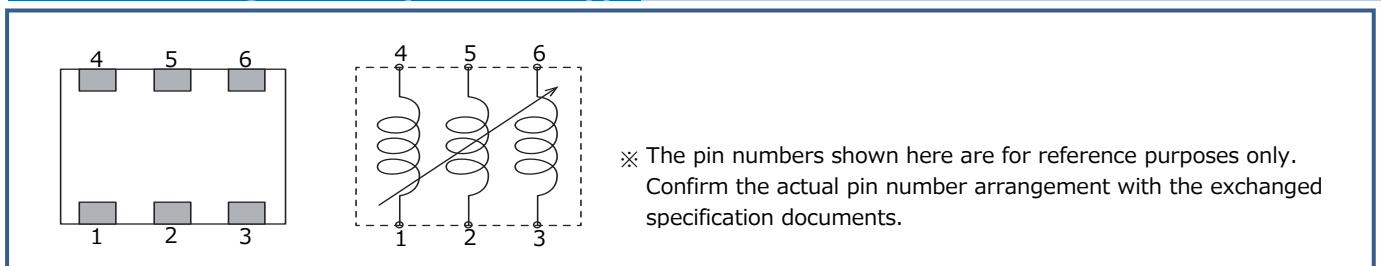 4 5 6
1 2 3
4 5 6
1 2 3
※ The pin numbers shown here are for reference purposes only.
Confirm the actual pin number arrangement with the exchanged
specification documents.